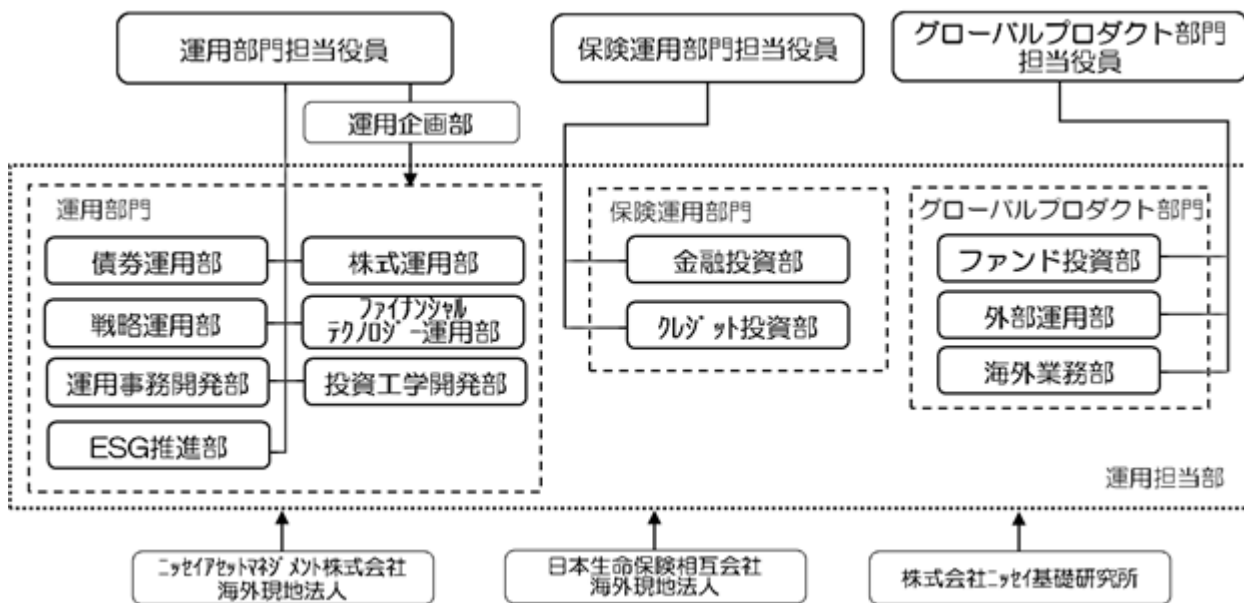 運用部門担当役員
保険運用部門担当役員
グローバルプロダクト部門
担当役員
運用企画部
運用部門
債券運用部
株式運用部
戦略運用部
ファイナンシャル
テクノロジー運用部
運用事務開発部
投資工学開発部
ESG推進部
保険運用部門
金融投資部
クレジット投資部
グローバルプロダクト部門
ファンド投資部
外部運用部
海外業務部
運用担当部
ニッセイアセットマネジメント株式会社
海外現地法人
日本生命保険相互会社
海外現地法人
株式会社ニッセイ基礎研究所